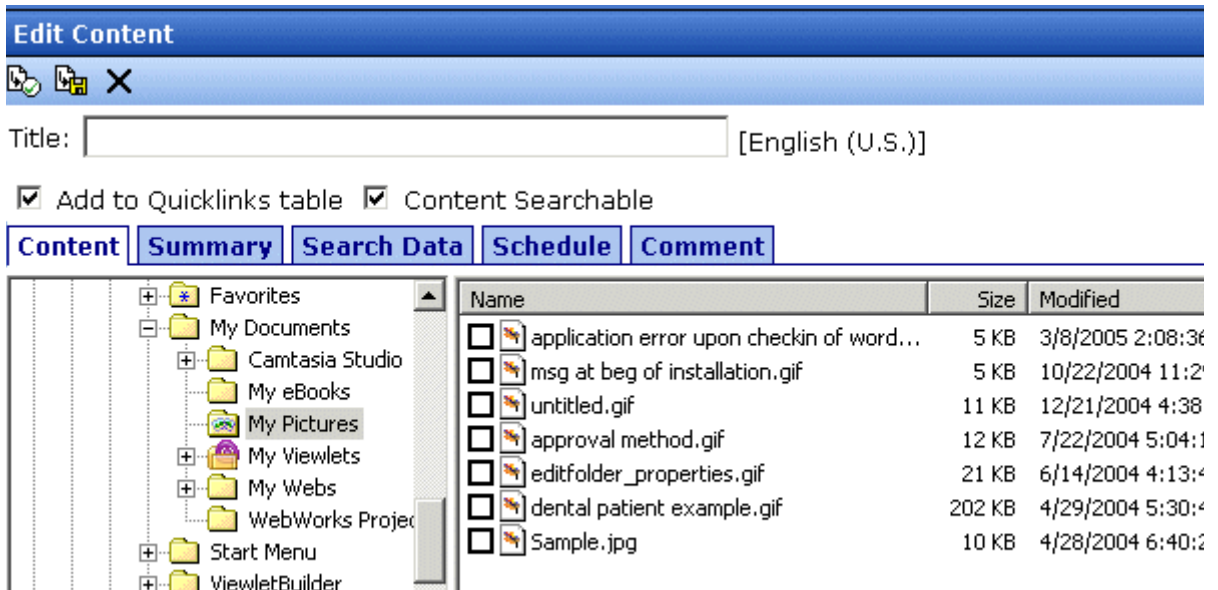 Edit Content
Title: [English (U.S.)]
Add to Quicklinks table Content Searchable
Content Summary Search Data Schedule Comment
Favorites
My Documents
Camtasia Studio
My eBooks
My Pictures
My Viewlets
My Webs
WebWorks Projec
Start Menu
ViewletBuilder
Name Size Modified
application error upon checkin of word... 5 KB 3/8/2005 2:08:36
msg at beg of installation.gif 5 KB 10/22/2004 11:29
untitled.gif 11 KB 12/21/2004 4:38
approval method.gif 12 KB 7/22/2004 5:04:1
editfolder_properties.gif 21 KB 6/14/2004 4:13:4
dental patient example.gif 202 KB 4/29/2004 5:30:4
Sample.jpg 10 KB 4/28/2004 6:40:2